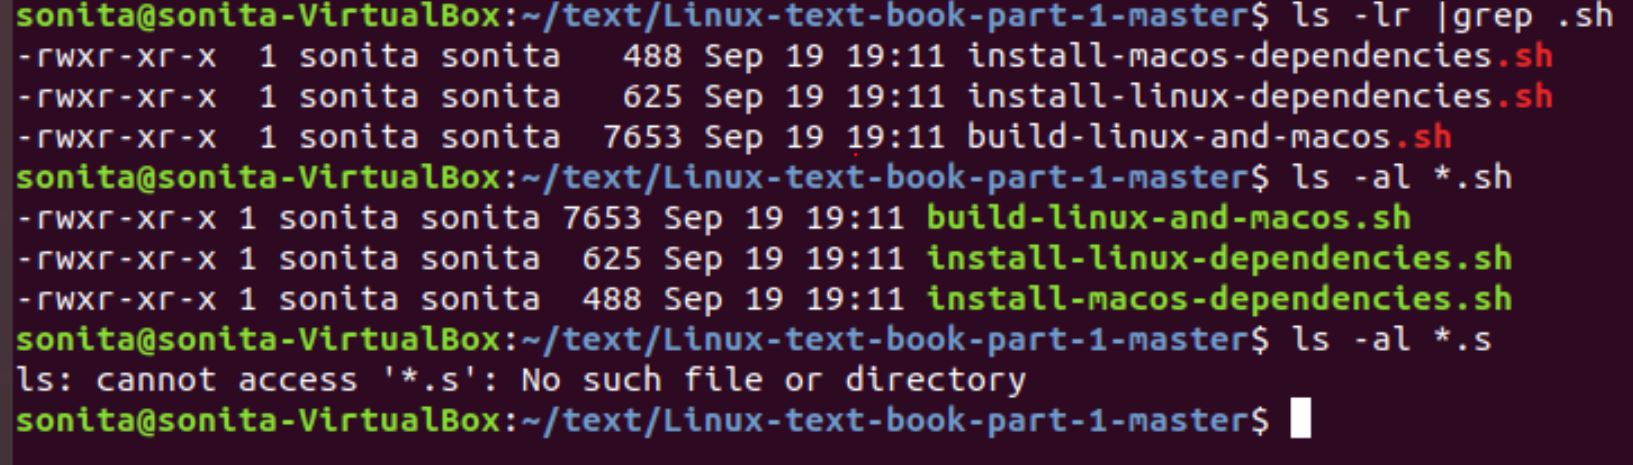 sonita@sonita-VirtualBox:~/text/Linux-text-book-part-1-master$ ls -lr |grep .sh
-rwxr-xr-x  1 sonita sonita   488 Sep 19 19:11 install-macos-dependencies.sh
-rwxr-xr-x  1 sonita sonita   625 Sep 19 19:11 install-linux-dependencies.sh
-rwxr-xr-x  1 sonita sonita  7653 Sep 19 19:11 build-linux-and-macos.sh
sonita@sonita-VirtualBox:~/text/Linux-text-book-part-1-master$ ls -al *.sh
-rwxr-xr-x 1 sonita sonita 7653 Sep 19 19:11 build-linux-and-macos.sh
-rwxr-xr-x 1 sonita sonita  625 Sep 19 19:11 install-linux-dependencies.sh
-rwxr-xr-x 1 sonita sonita  488 Sep 19 19:11 install-macos-dependencies.sh
sonita@sonita-VirtualBox:~/text/Linux-text-book-part-1-master$ ls -al *.s
ls: cannot access '*.s': No such file or directory
sonita@sonita-VirtualBox:~/text/Linux-text-book-part-1-master$